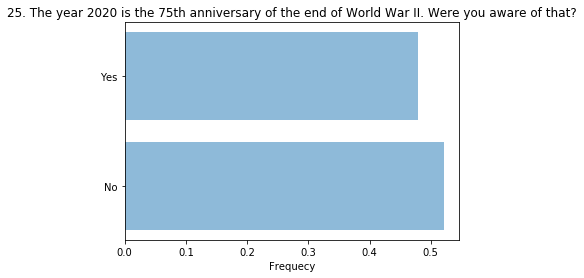 25. The year 2020 is the 75th anniversary of the end of World War II. Were you aware of that?
Yes
No
0.0 0.1 0.2 0.3 0.4 0.5
Frequecy